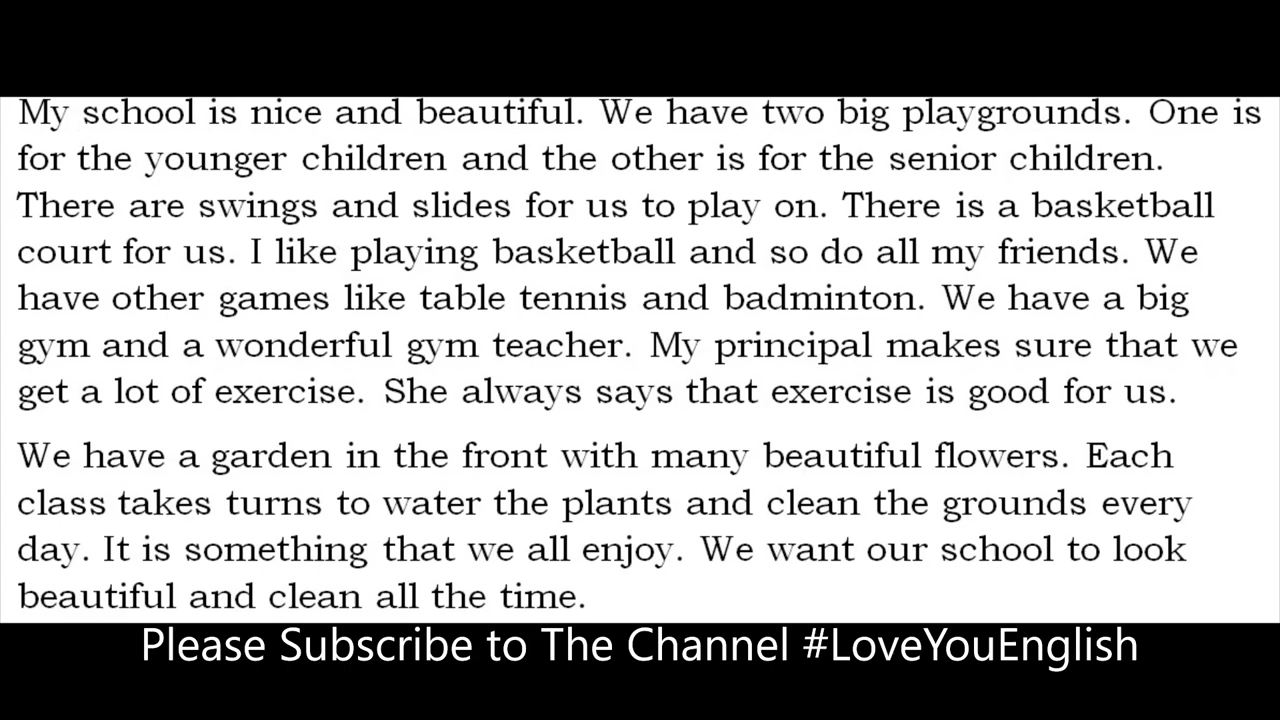 My school is nice and beautiful. We have two big playgrounds. One is
for the younger children and the other is for the senior children.
There are swings and slides for us to play on. There is a basketball
court for us. I like playing basketball and so do all my friends. We
have other games like table tennis and badminton. We have a big
gym and a wonderful gym teacher. My principal makes sure that we
get a lot of exercise. She always says that exercise is good for us.
We have a garden in the front with many beautiful flowers. Each
class takes turns to water the plants and clean the grounds every
day. It is something that we all enjoy. We want our school to look
beautiful and clean all the time.
Please Subscribe to The Channel #LoveYouEnglish